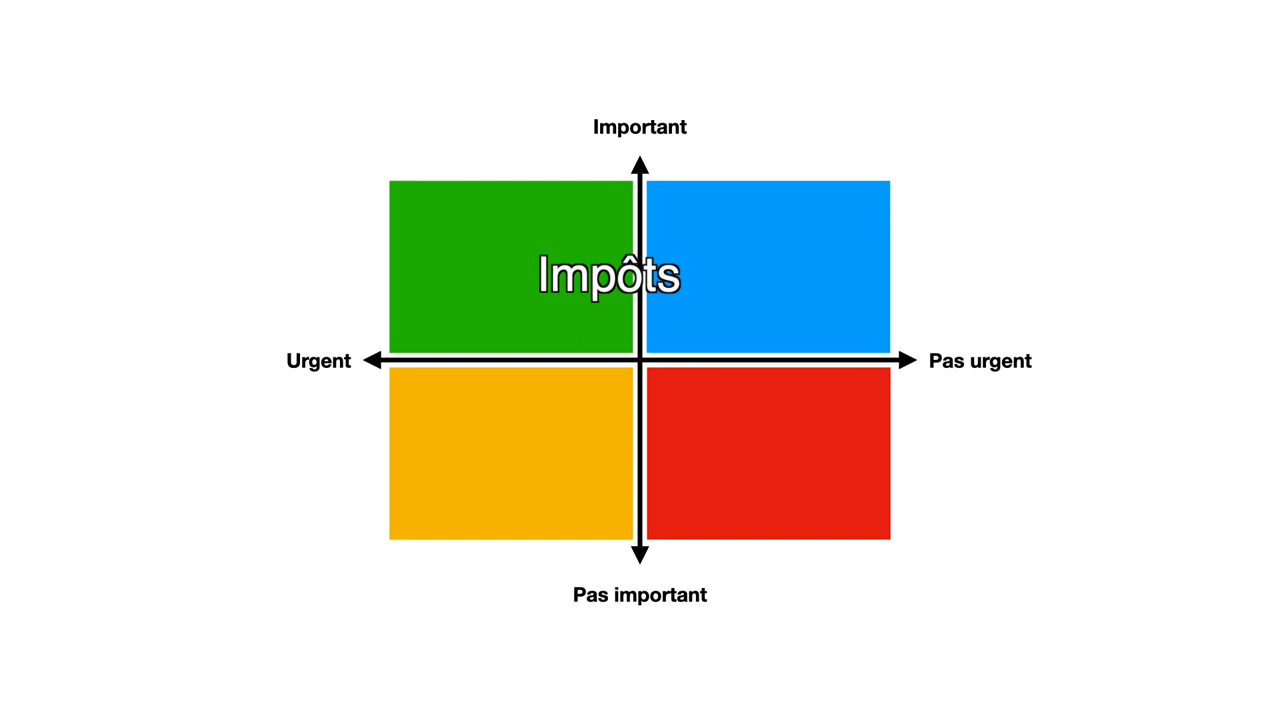 Important
Impôts
Urgent
Pas urgent
Pas important